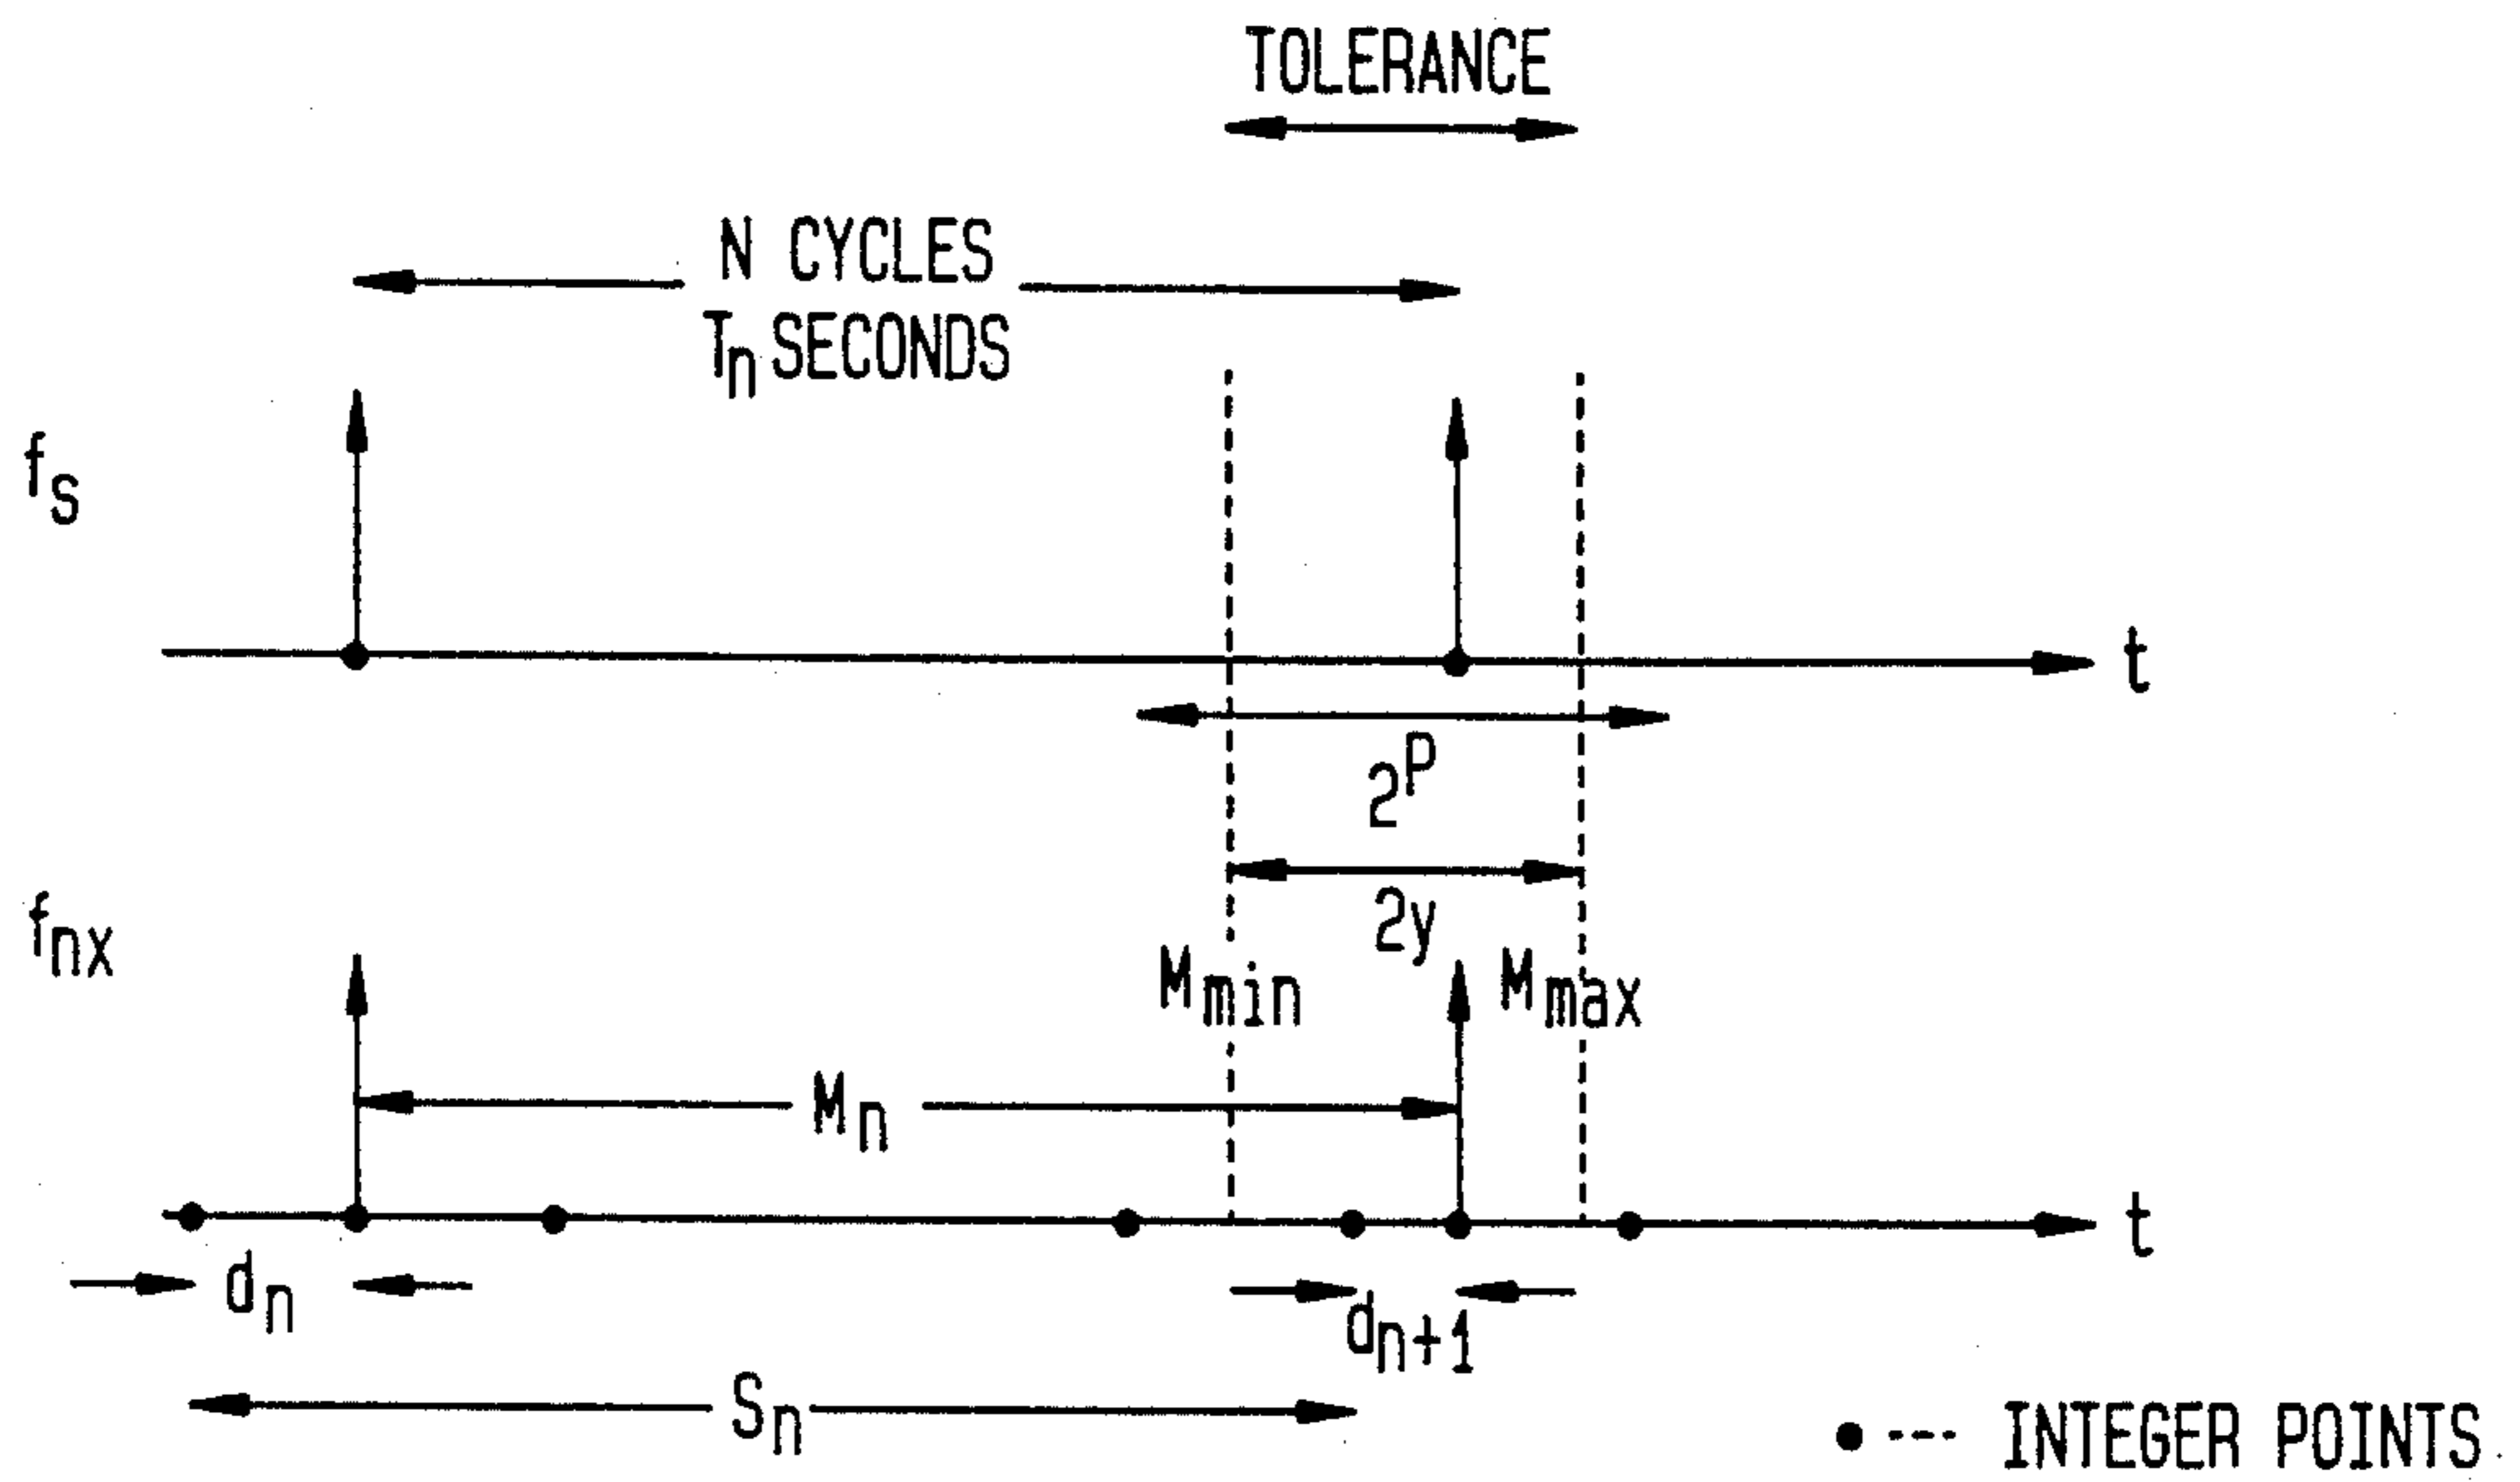 TOLERANCE
N CYCLES
Tn SECONDS
fs
t
2P
2y
fnx
Mmin
Mmax
Mn
t
dn
dn+1
Sn
--- INTEGER POINTS